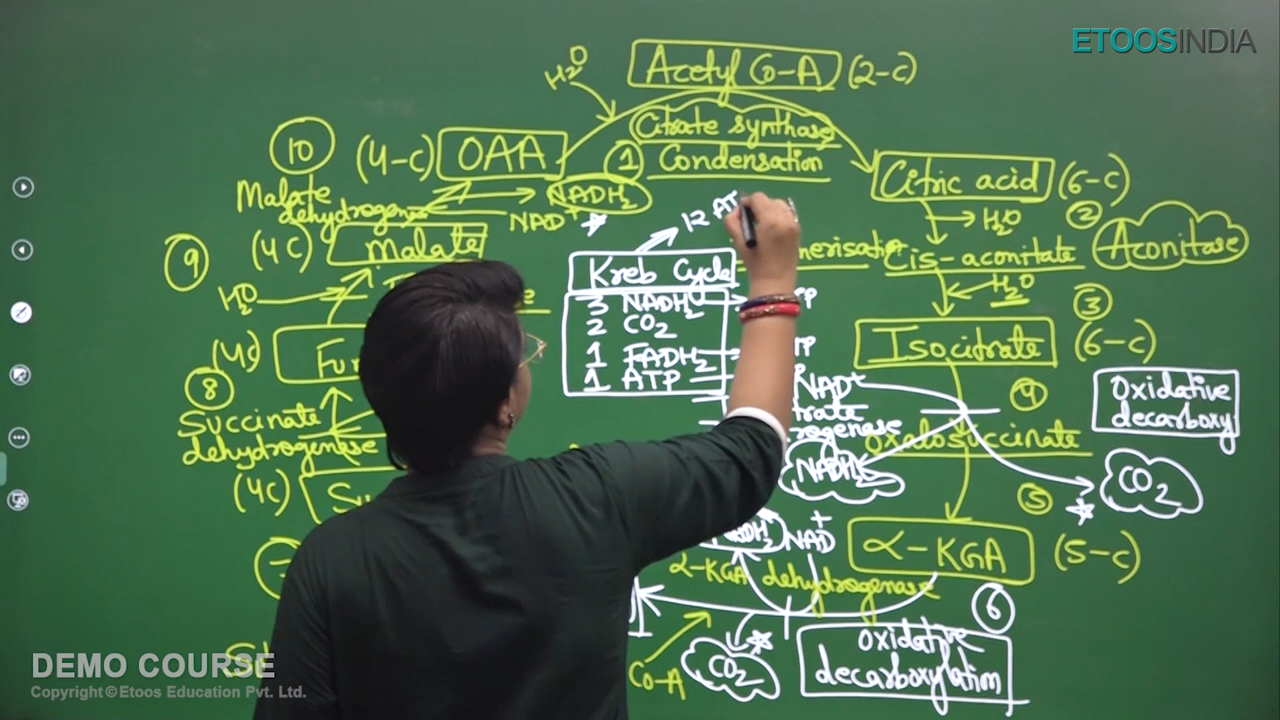 ETOOSINDIA
H2O
Acetyl Co-A (2-C)
Citrate synthase
1 Condensation
10
(4-C) OAA
Malate dehydrogenase
NADH2
NAD+
Citric acid (6-C)
H2O
2
Aconitase
12 AT
9
(4C) Malate
Cis-aconitate
H2O
H2O
3
Kreb Cycle
3 NADH2
2 CO2
1 FADH2
1 ATP
Isocitrate (6-C)
(4C)
8
Succinate
dehydrogenase
(4C)
NAD+
4
Oxidative
decarboxy
Oxalosuccinate
NADH2
CO2
5
NAD+
α-KGA (5-C)
α-KGA dehydrogenase
6
Oxidative
decarboxylation
Co-A
CO2
DEMO COURSE
Copyright © Etoos Education Pvt. Ltd.